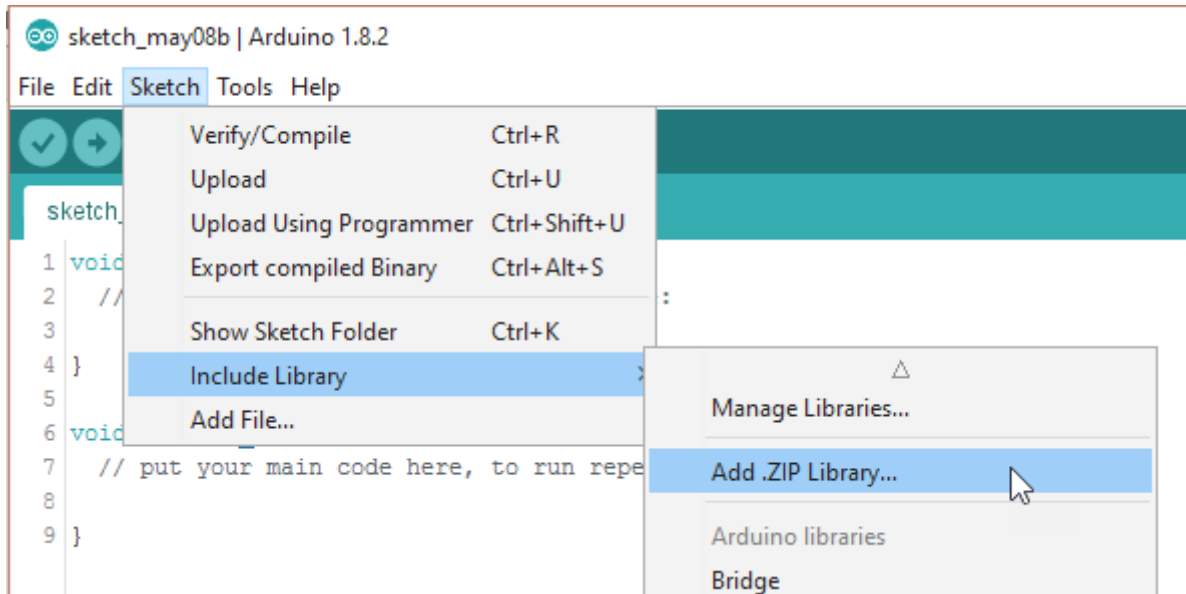 sketch_may08b | Arduino 1.8.2
File Edit Sketch Tools Help
Verify/Compile Ctrl+R
Upload Ctrl+U
sketch_
Upload Using Programmer Ctrl+Shift+U
1 void
Export compiled Binary Ctrl+Alt+S
2 // :
3
Show Sketch Folder Ctrl+K
4 }
Include Library
5
Manage Libraries...
Add File...
6 void
7 // put your main code here, to run repe
Add .ZIP Library...
8
9 }
Arduino libraries
Bridge